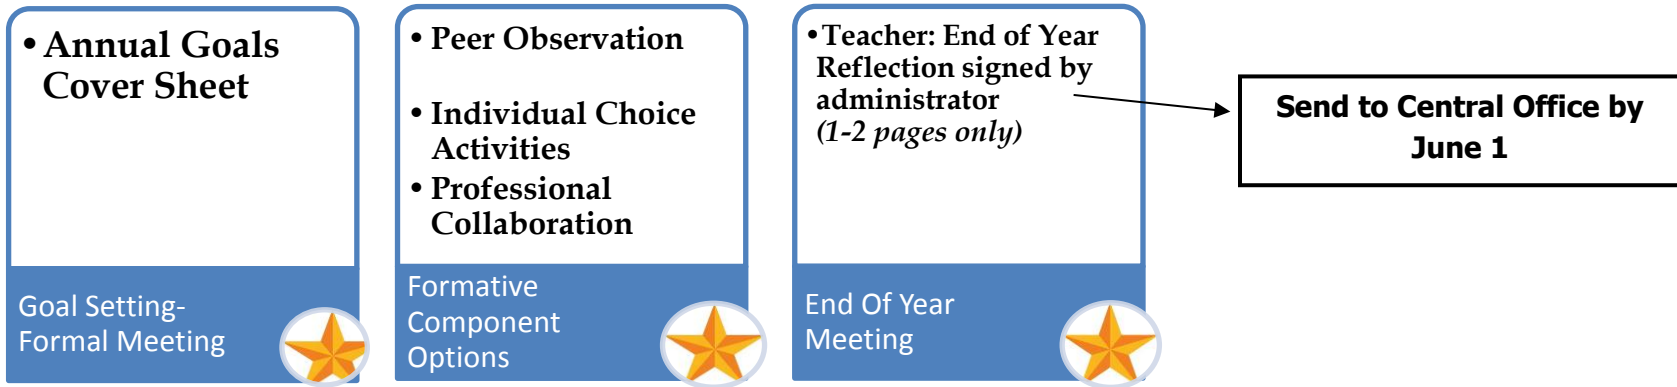 •Annual Goals
Cover Sheet
Goal Setting-
Formal Meeting
• Peer Observation
• Individual Choice
Activities
• Professional
Collaboration
Formative
Component
Options
•Teacher: End of Year
Reflection signed by
administrator
(1-2 pages only)
End Of Year
Meeting
Send to Central Office by
June 1